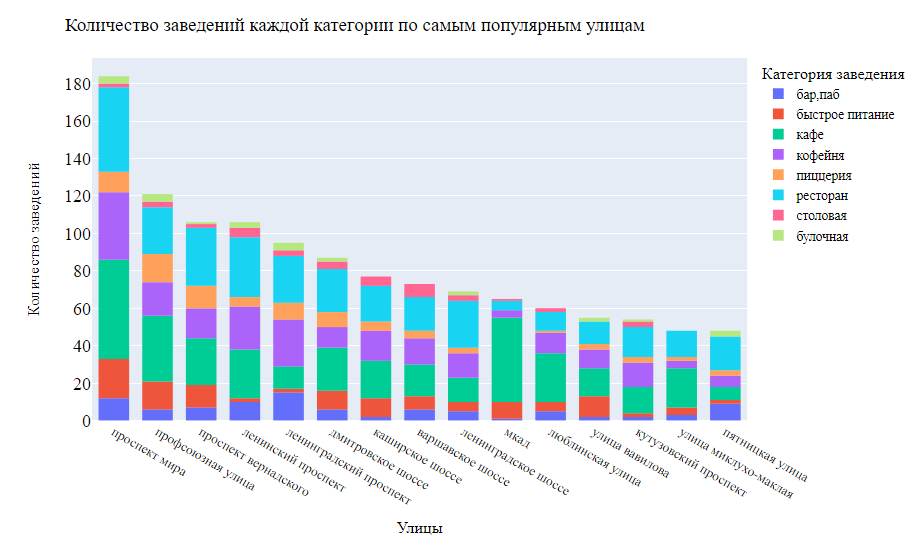 Количество заведений каждой категории по самым популярным улицам
Количество заведений
180
160
140
120
100
80
60
40
20
0
проспект мира
профсоюзная улица
проспект вернадского
ленинский проспект
ленинградский проспект
дмитровское шоссе
каширское шоссе
варшавское шоссе
ленинградское шоссе
мкад
люблинская улица
улица вавилова
кутузовский проспект
улица миклухо-маклая
пятницкая улица
Улицы
Категория заведения
бар,паб
быстрое питание
кафе
кофейня
пиццерия
ресторан
столовая
булочная